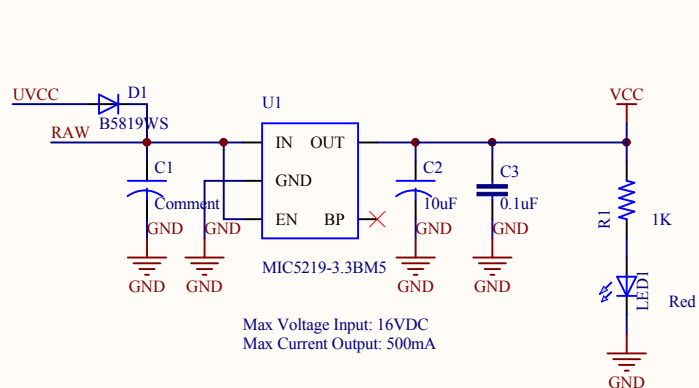 UVCC
D1
B5819WS
RAW
U1
VCC
IN OUT
GND
EN BP
MIC5219-3.3BM5
C1
Comment
GND
GND
GND
GND
C2
10uF
GND
GND
C3
0.1uF
GND
GND
R1
1K
LED1
Red
GND
Max Voltage Input: 16VDC
Max Current Output: 500mA